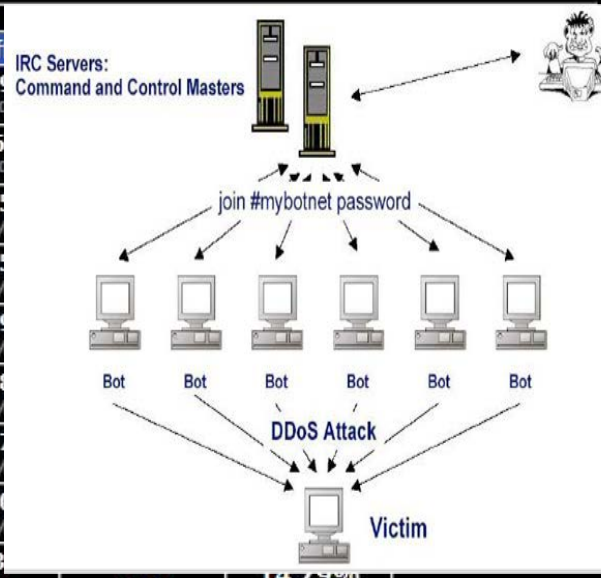 IRC Servers:
Command and Control Masters
join #mybotnet password
Bot Bot Bot Bot Bot Bot
DDoS Attack
Victim